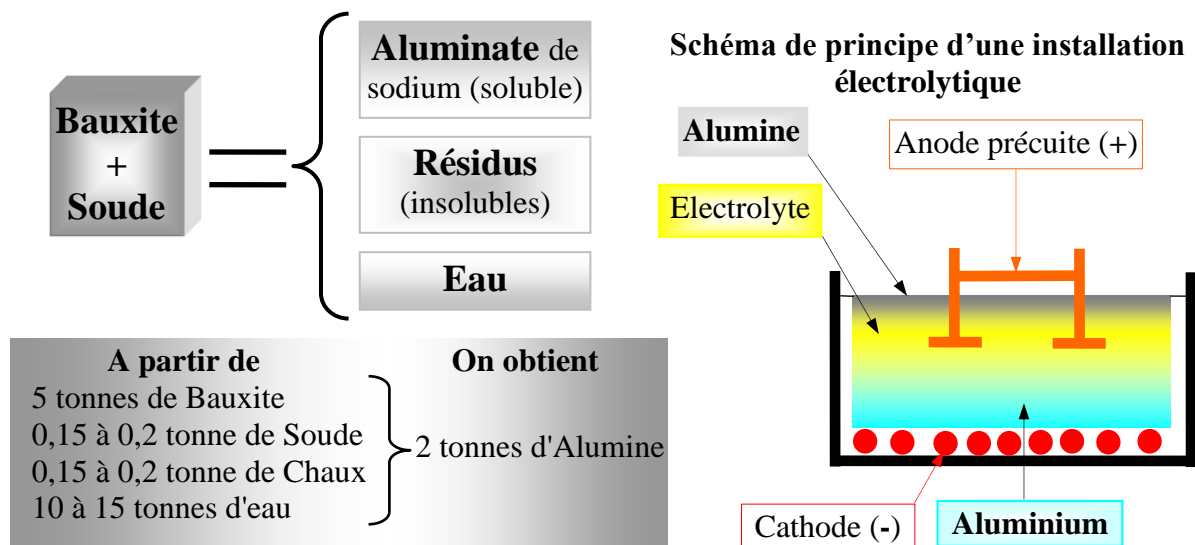 Bauxite
+
Soude
Aluminate de
sodium (soluble)
Résidus
(insolubles)
Eau
A partir de
5 tonnes de Bauxite
0,15 à 0,2 tonne de Soude
0,15 à 0,2 tonne de Chaux
10 à 15 tonnes d'eau
On obtient
2 tonnes d'Alumine
Schéma de principe d’une installation
électrolytique
Alumine
Anode précuite (+)
Electrolyte
Cathode (-)
Aluminium